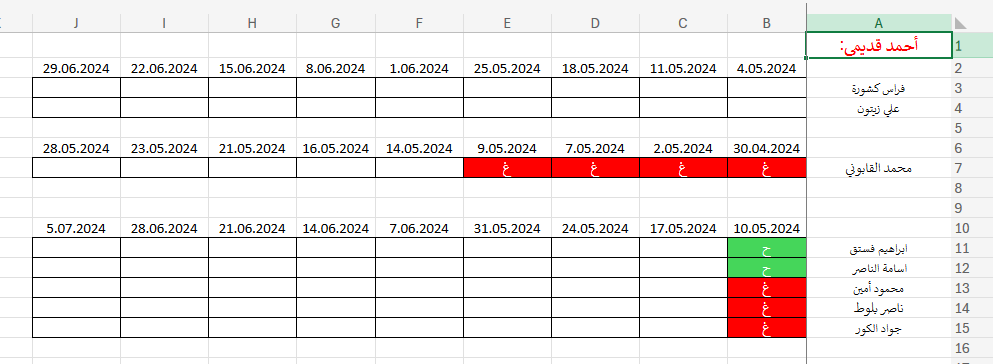 A B C D E F G H I J
1 أحمد قديمي:
2 4.05.2024 11.05.2024 18.05.2024 25.05.2024 1.06.2024 8.06.2024 15.06.2024 22.06.2024 29.06.2024
3 فراس كشورة
4 علي زيتون
5
6 30.04.2024 2.05.2024 7.05.2024 9.05.2024 14.05.2024 16.05.2024 21.05.2024 23.05.2024 28.05.2024
7 محمد القابوني غ غ غ غ
8
9
10 10.05.2024 17.05.2024 24.05.2024 31.05.2024 7.06.2024 14.06.2024 21.06.2024 28.06.2024 5.07.2024
11 ابراهيم فستق ح
12 اسامة الناصر ح
13 محمود أمين غ
14 ناصر بلوط غ
15 جواد الكور غ
16